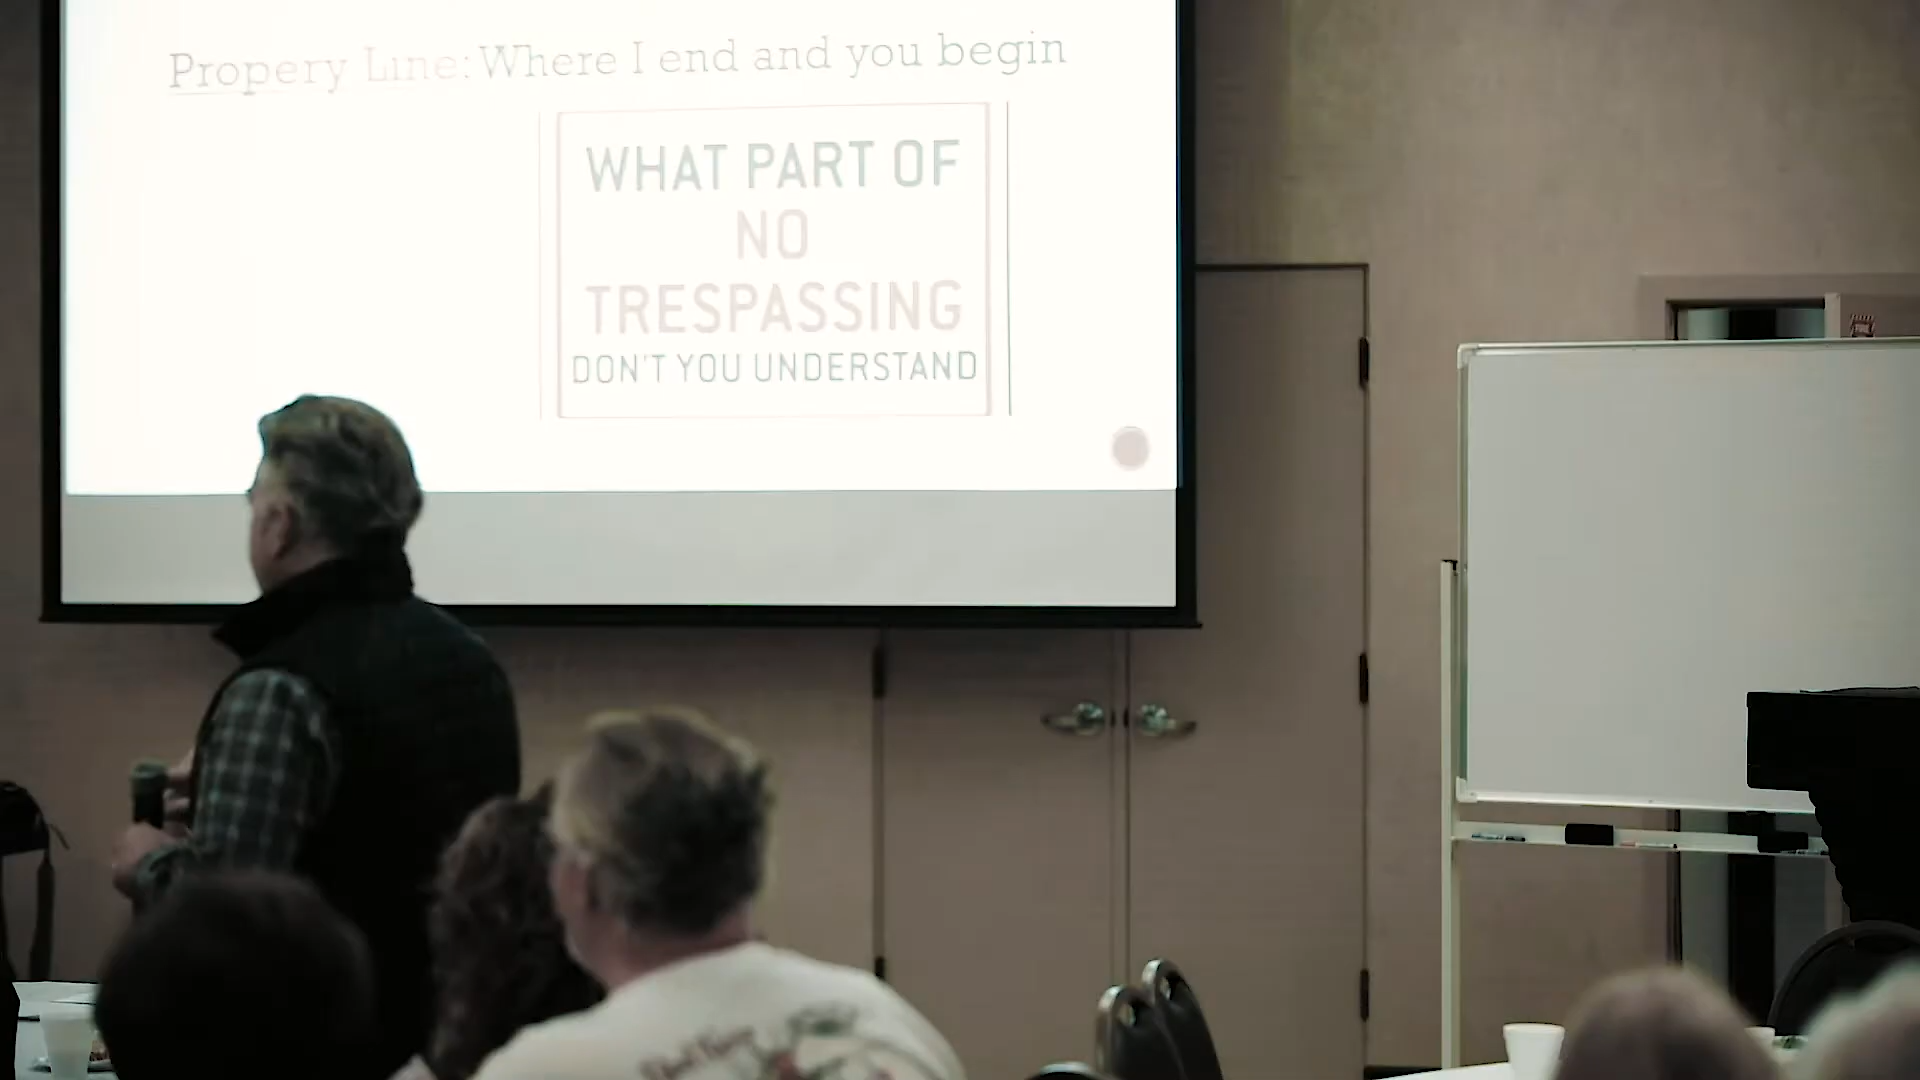 Propery Line: Where I end and you begin
WHAT PART OF
NO
TRESPASSING
DON'T YOU UNDERSTAND